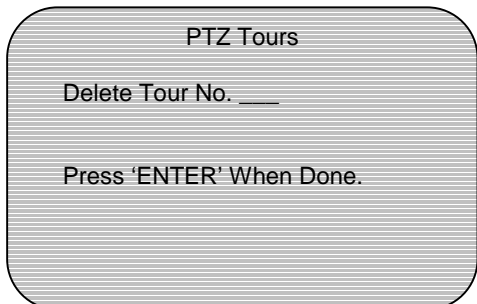 PTZ Tours
Delete Tour No. ___
Press ‘ENTER’ When Done.